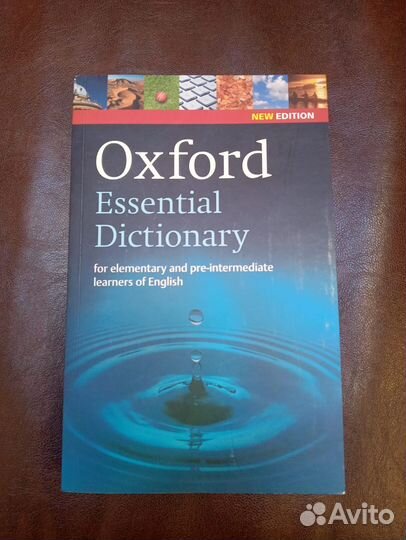 NEW EDITION
Oxford
Essential
Dictionary
for elementary and pre-intermediate
learners of English
Avito